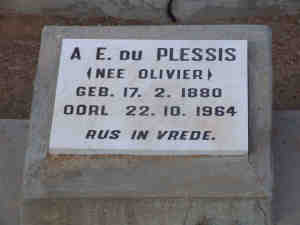 A E. DU PLESSIS
(NEE OLIVIER)
GEB. 17. 2. 1880
OORL 22. 10. 1964
RUS IN VREDE.